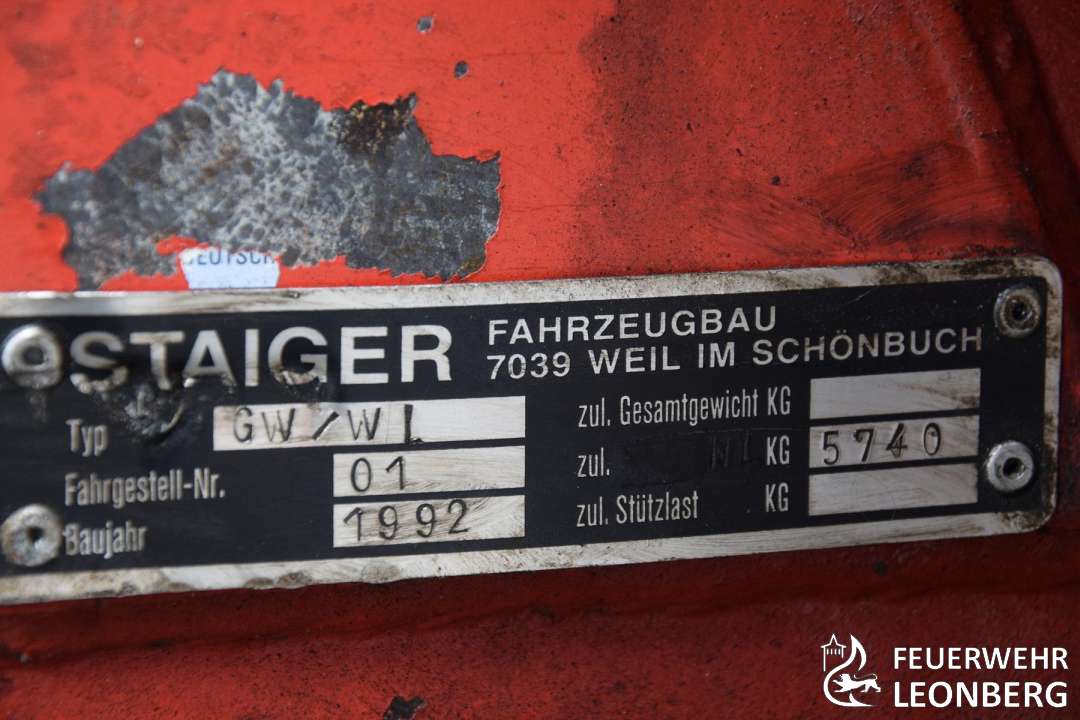 EUTSCH
STAIGER FAHRZEUGBAU
7039 WEIL IM SCHÖNBUCH
Typ GW/WL
Fahrgestell-Nr. 01
Baujahr 1992
zul. Gesamtgewicht KG
zul. KG 5740
zul. Stützlast KG
FEUERWEHR
LEONBERG